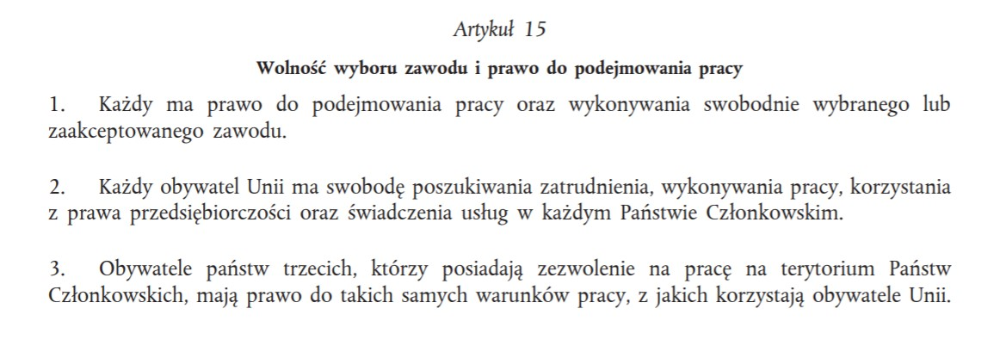 Artykuł 15
Wolność wyboru zawodu i prawo do podejmowania pracy
1. Każdy ma prawo do podejmowania pracy oraz wykonywania swobodnie wybranego lub
zaakceptowanego zawodu.
2. Każdy obywatel Unii ma swobodę poszukiwania zatrudnienia, wykonywania pracy, korzystania
z prawa przedsiębiorczości oraz świadczenia usług w każdym Państwie Członkowskim.
3. Obywatele państw trzecich, którzy posiadają zezwolenie na pracę na terytorium Państw
Członkowskich, mają prawo do takich samych warunków pracy, z jakich korzystają obywatele Unii.